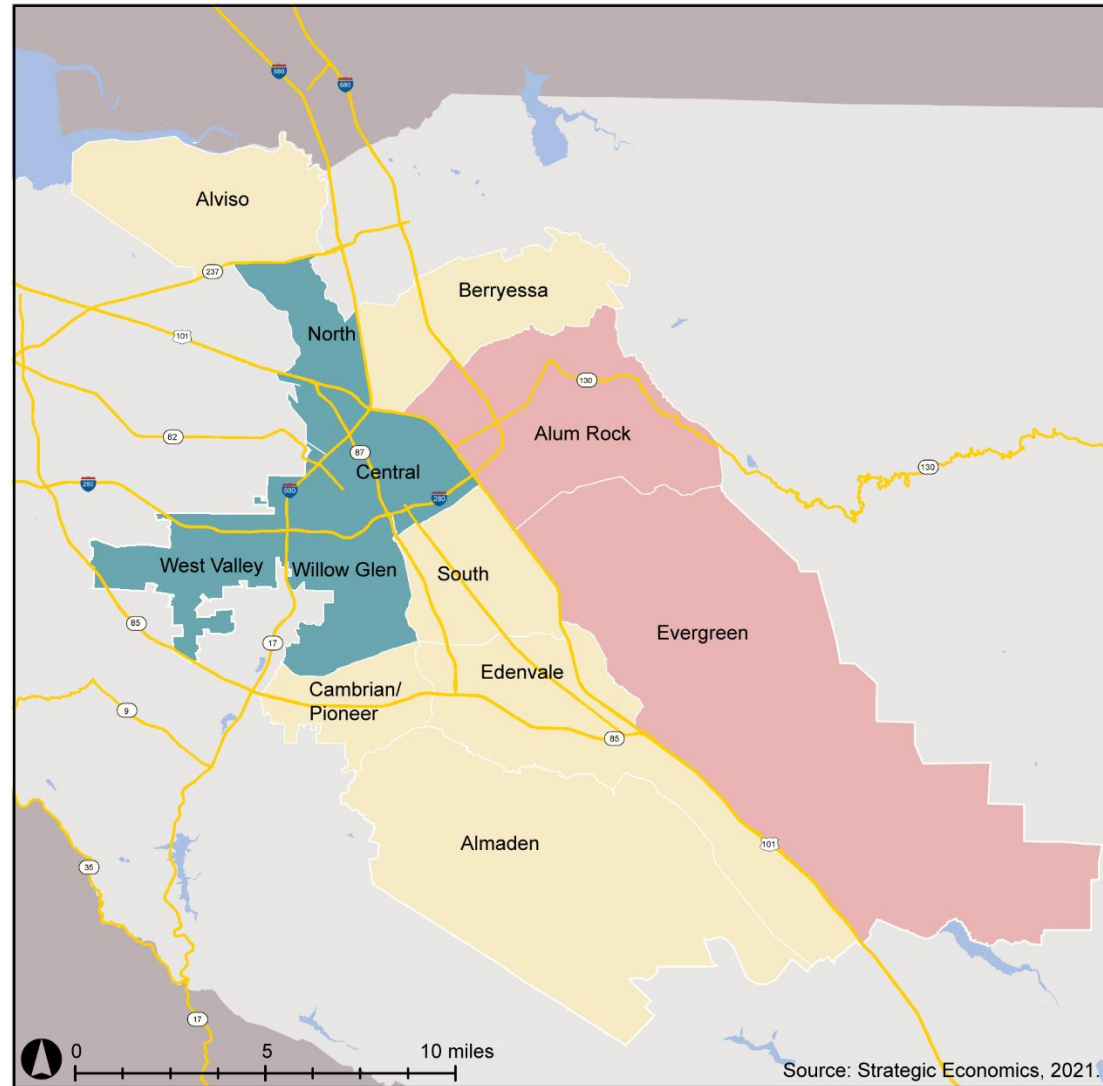 880
680
Alviso
237
Berryessa
North
101
130
82
Alum Rock
87
Central
130
280
880
280
West Valley
Willow Glen
South
85
Evergreen
17
Edenvale
Cambrian/
Pioneer
9
85
Almaden
101
35
17
0
5
10 miles
Source: Strategic Economics, 2021.